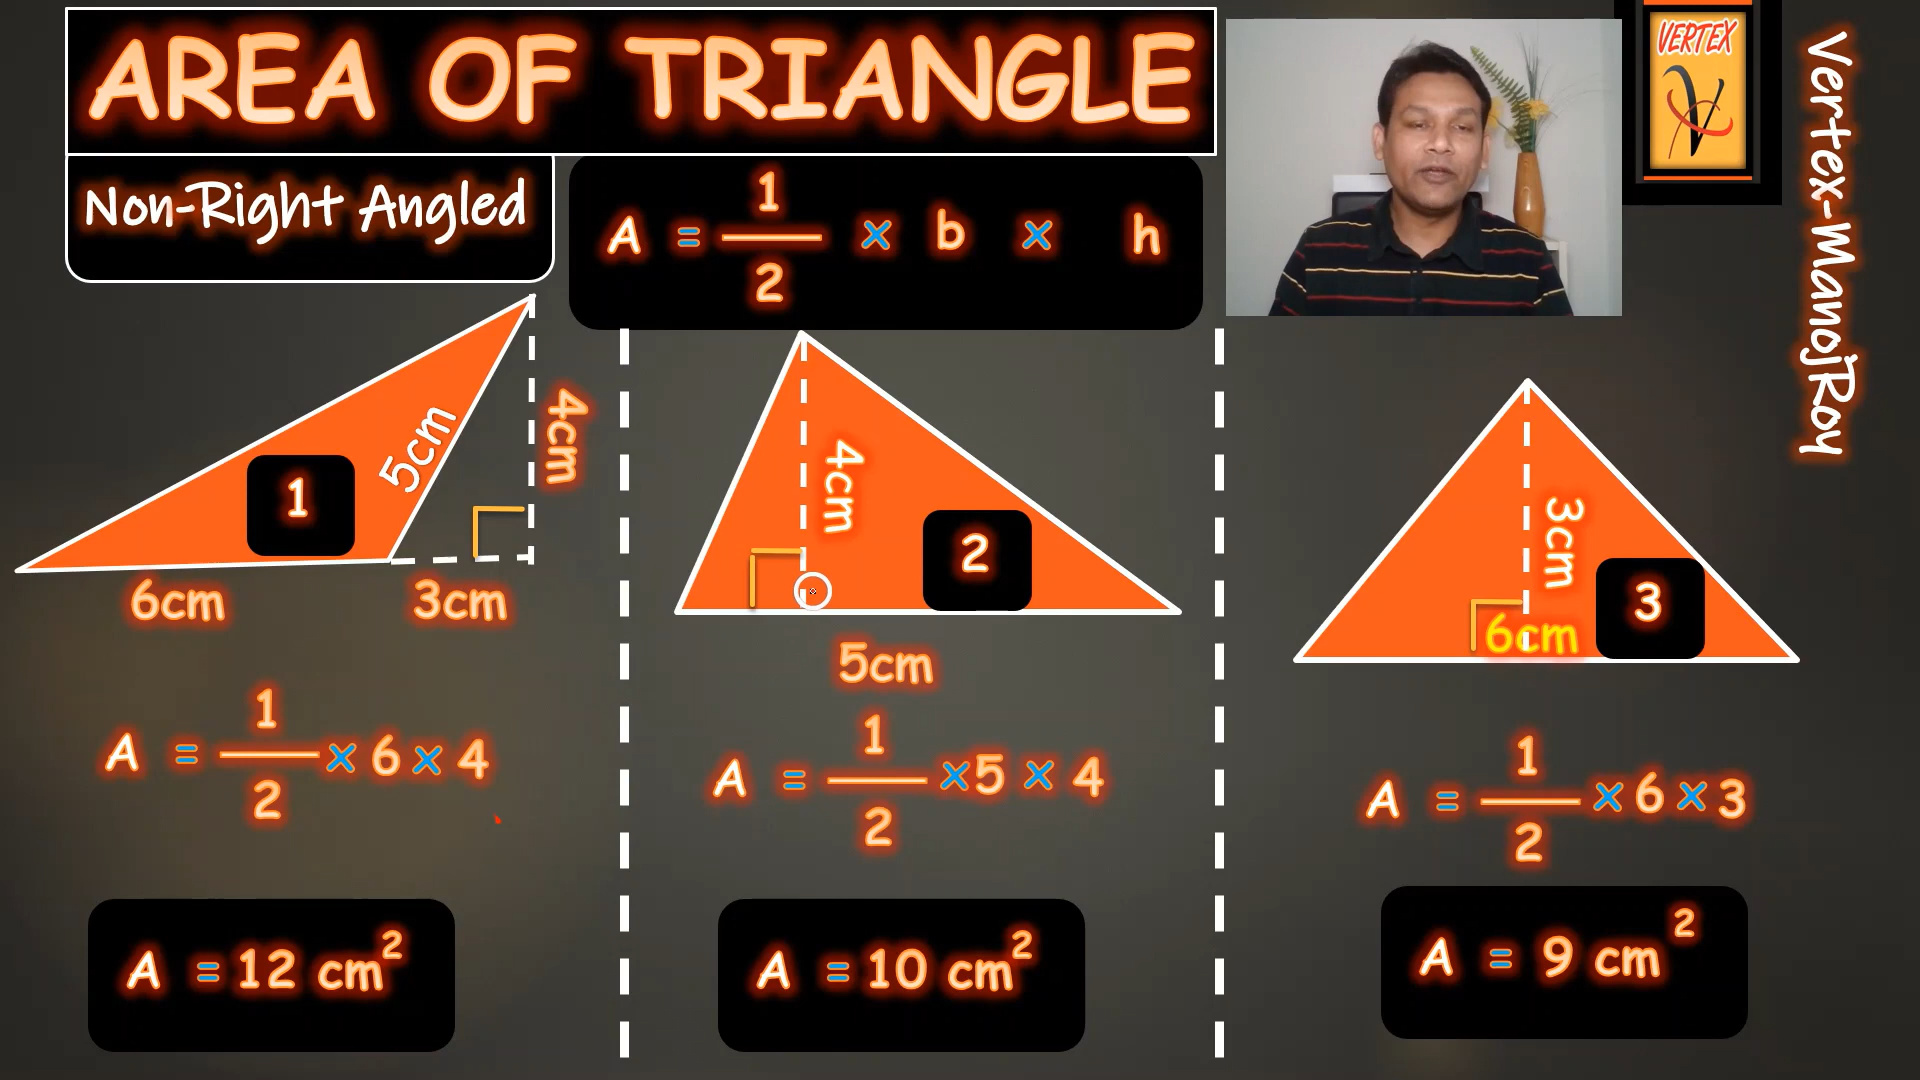 AREA OF TRIANGLE
Non-Right Angled
A = 1/2 × b × h
VERTEX
Vertex-ManojRoy
1
5cm
4cm
6cm
3cm
A = 1/2 × 6 × 4
A = 12 cm²
2
4cm
5cm
A = 1/2 × 5 × 4
A = 10 cm²
3
3cm
6cm
A = 1/2 × 6 × 3
A = 9 cm²